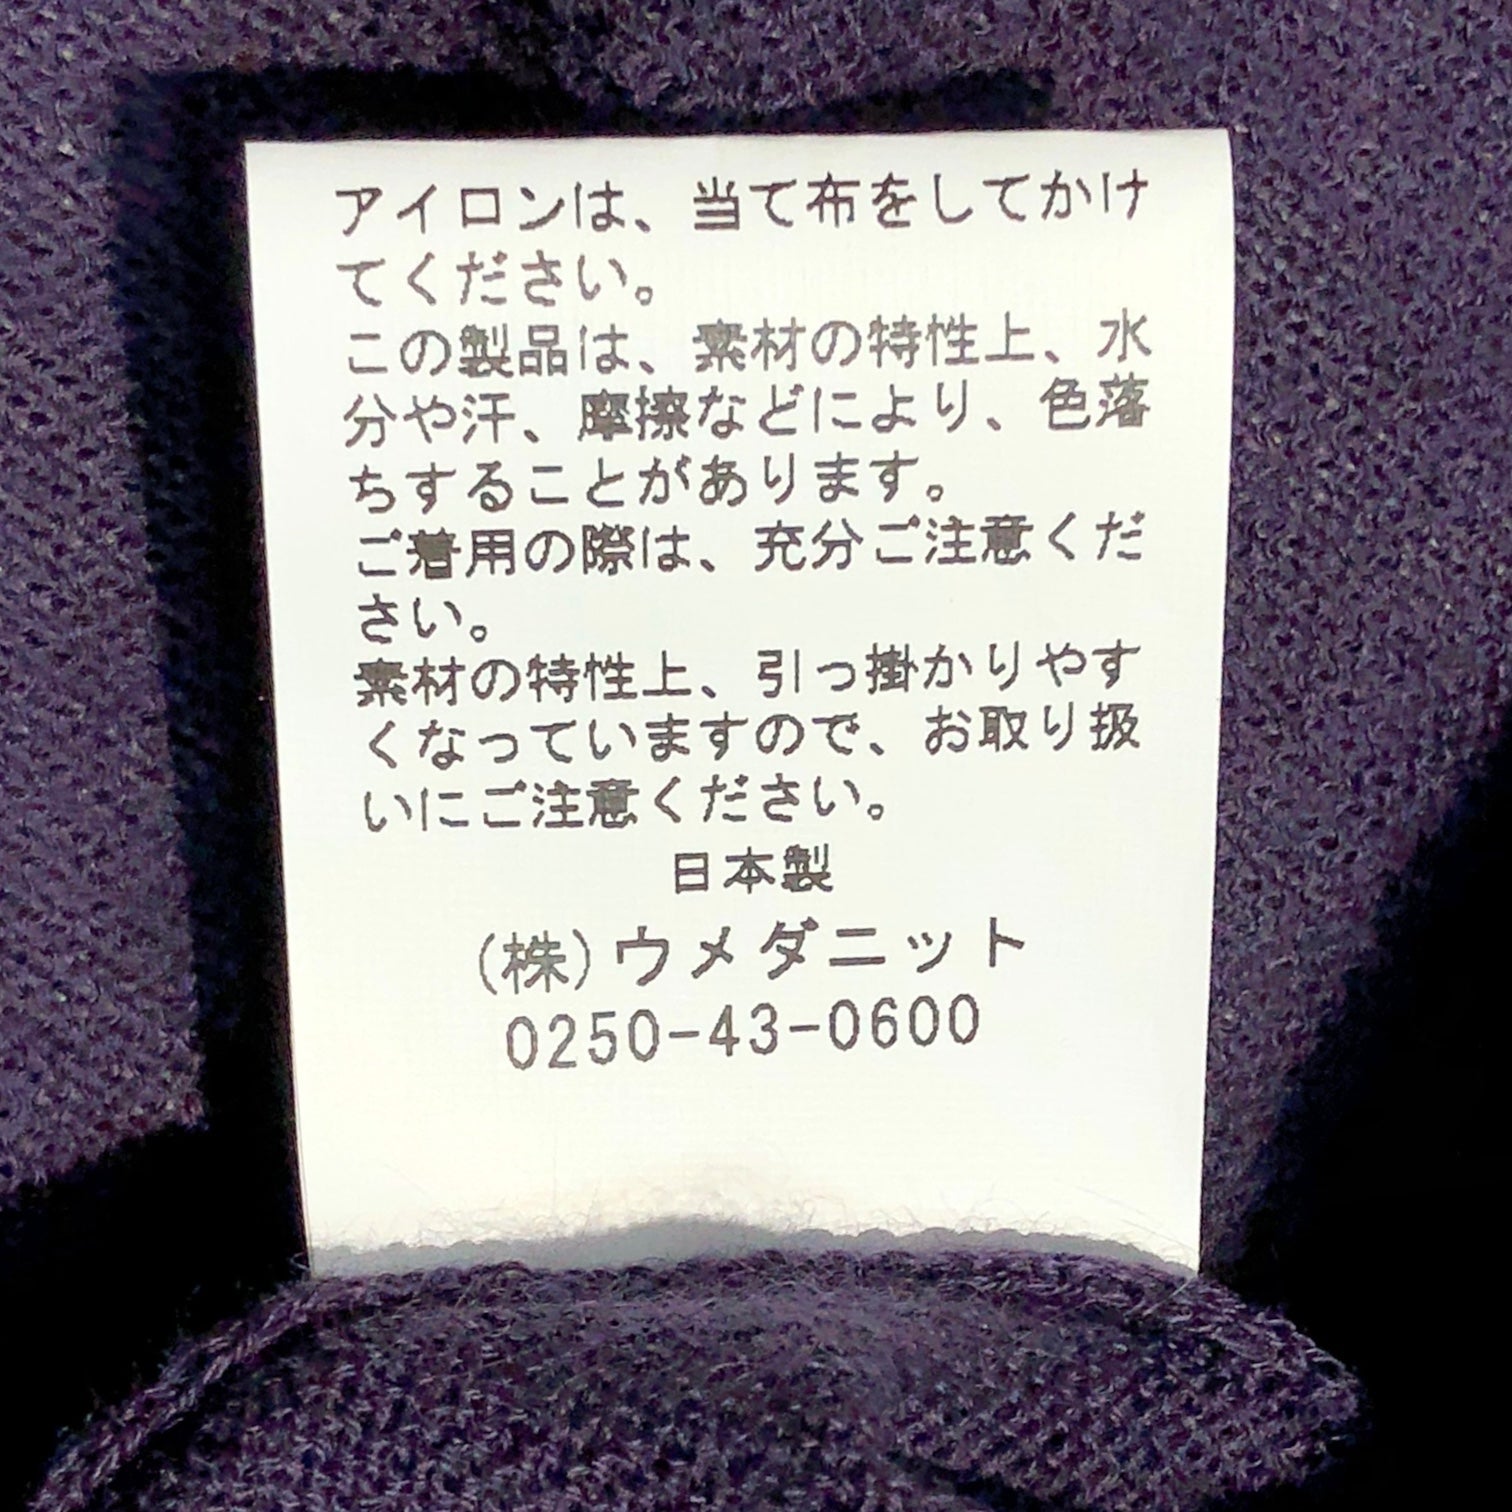 アイロンは、当て布をしてかけ
てください。
この製品は、素材の特性上、水
分や汗、摩擦などにより、色落
ちすることがあります。
ご着用の際は、充分ご注意くだ
さい。
素材の特性上、引っ掛かりやす
くなっていますので、お取り扱
いにご注意ください。
日本製
(株)ウメダニット
0250-43-0600